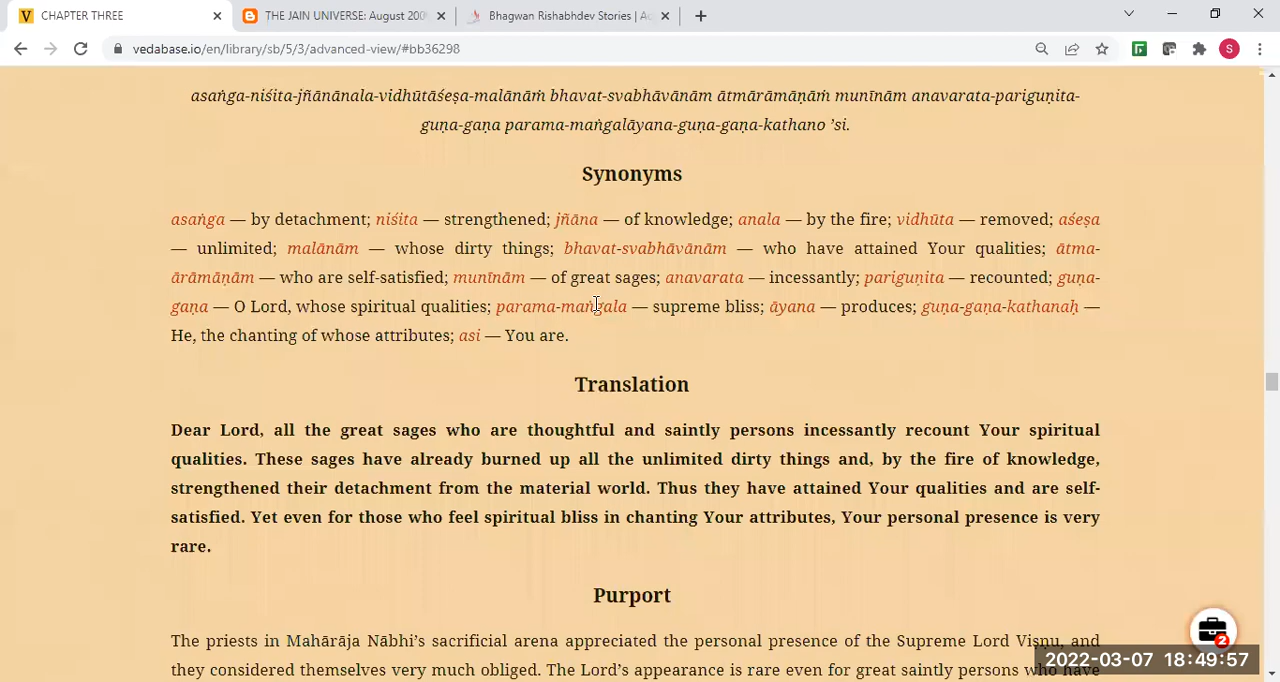 CHAPTER THREE
THE JAIN UNIVERSE: August 2009
Bhagwan Rishabhdev Stories | A
vedabase.io/en/library/sb/5/3/advanced-view/#bb36298
S
asaṅga-niśita-jñānānala-vidhūtāśeṣa-malānāṁ bhavat-svabhāvānām ātmārāmāṇāṁ munīnām anavarata-pariguṇita-
guṇa-gaṇa parama-maṅgalāyana-guṇa-gaṇa-kathano ’si.
Synonyms
asaṅga — by detachment; niśita — strengthened; jñāna — of knowledge; anala — by the fire; vidhūta — removed; aśeṣa
— unlimited; malānām — whose dirty things; bhavat-svabhāvānām — who have attained Your qualities; ātma-
ārāmāṇām — who are self-satisfied; munīnām — of great sages; anavarata — incessantly; pariguṇita — recounted; guṇa-
gaṇa — O Lord, whose spiritual qualities; parama-maṅgala — supreme bliss; āyana — produces; guṇa-gaṇa-kathanaḥ —
He, the chanting of whose attributes; asi — You are.
Translation
Dear Lord, all the great sages who are thoughtful and saintly persons incessantly recount Your spiritual
qualities. These sages have already burned up all the unlimited dirty things and, by the fire of knowledge,
strengthened their detachment from the material world. Thus they have attained Your qualities and are self-
satisfied. Yet even for those who feel spiritual bliss in chanting Your attributes, Your personal presence is very
rare.
Purport
The priests in Mahārāja Nābhi’s sacrificial arena appreciated the personal presence of the Supreme Lord Viṣṇu, and
they considered themselves very much obliged. The Lord’s appearance is rare even for great saintly persons who have
2
2022-03-07 18:49:57